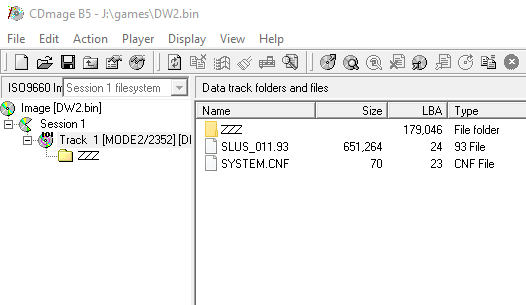 CDmage B5 - J:\games\DW2.bin
File Edit Action Player Display View Help
ISO9660 Im Session 1 filesystem Data track folders and files
Image [DW2.bin]
Session 1
Track 1 [MODE2/2352] [DI
ZZZ
Name Size LBA Type
ZZZ 179,046 File folder
SLUS_011.93 651,264 24 93 File
SYSTEM.CNF 70 23 CNF File